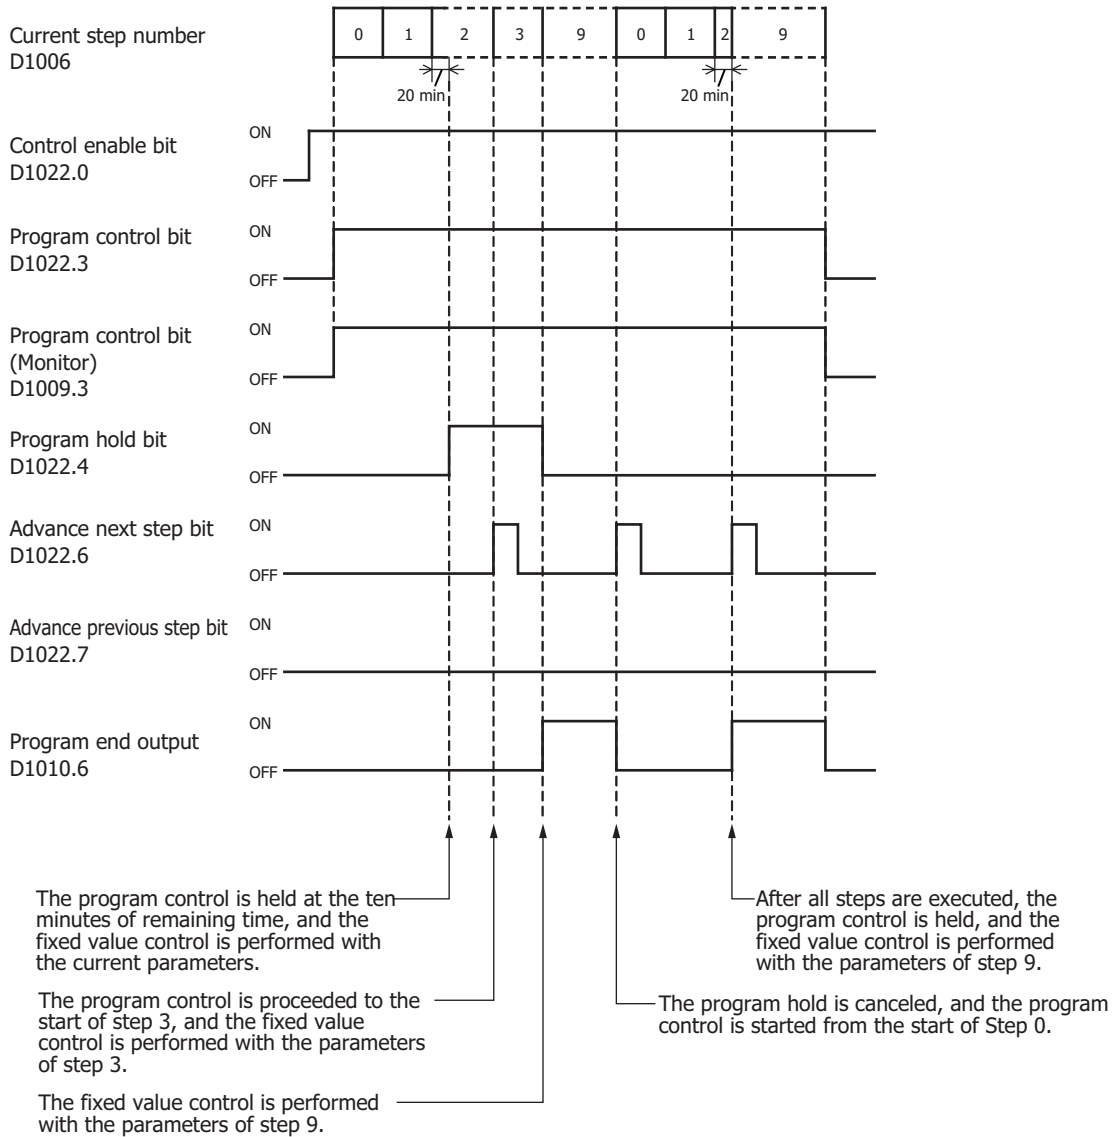 Current step number
D1006
0 1 2 3 9 0 1 2 9
20 min 20 min
Control enable bit
D1022.0
ON
OFF
Program control bit
D1022.3
ON
OFF
Program control bit
(Monitor)
D1009.3
ON
OFF
Program hold bit
D1022.4
ON
OFF
Advance next step bit
D1022.6
ON
OFF
Advance previous step bit
D1022.7
ON
OFF
Program end output
D1010.6
ON
OFF
The program control is held at the ten
minutes of remaining time, and the
fixed value control is performed with
the current parameters.
The program control is proceeded to the
start of step 3, and the fixed value
control is performed with the parameters
of step 3.
The fixed value control is performed
with the parameters of step 9.
After all steps are executed, the
program control is held, and the
fixed value control is performed
with the parameters of step 9.
The program hold is canceled, and the program
control is started from the start of Step 0.